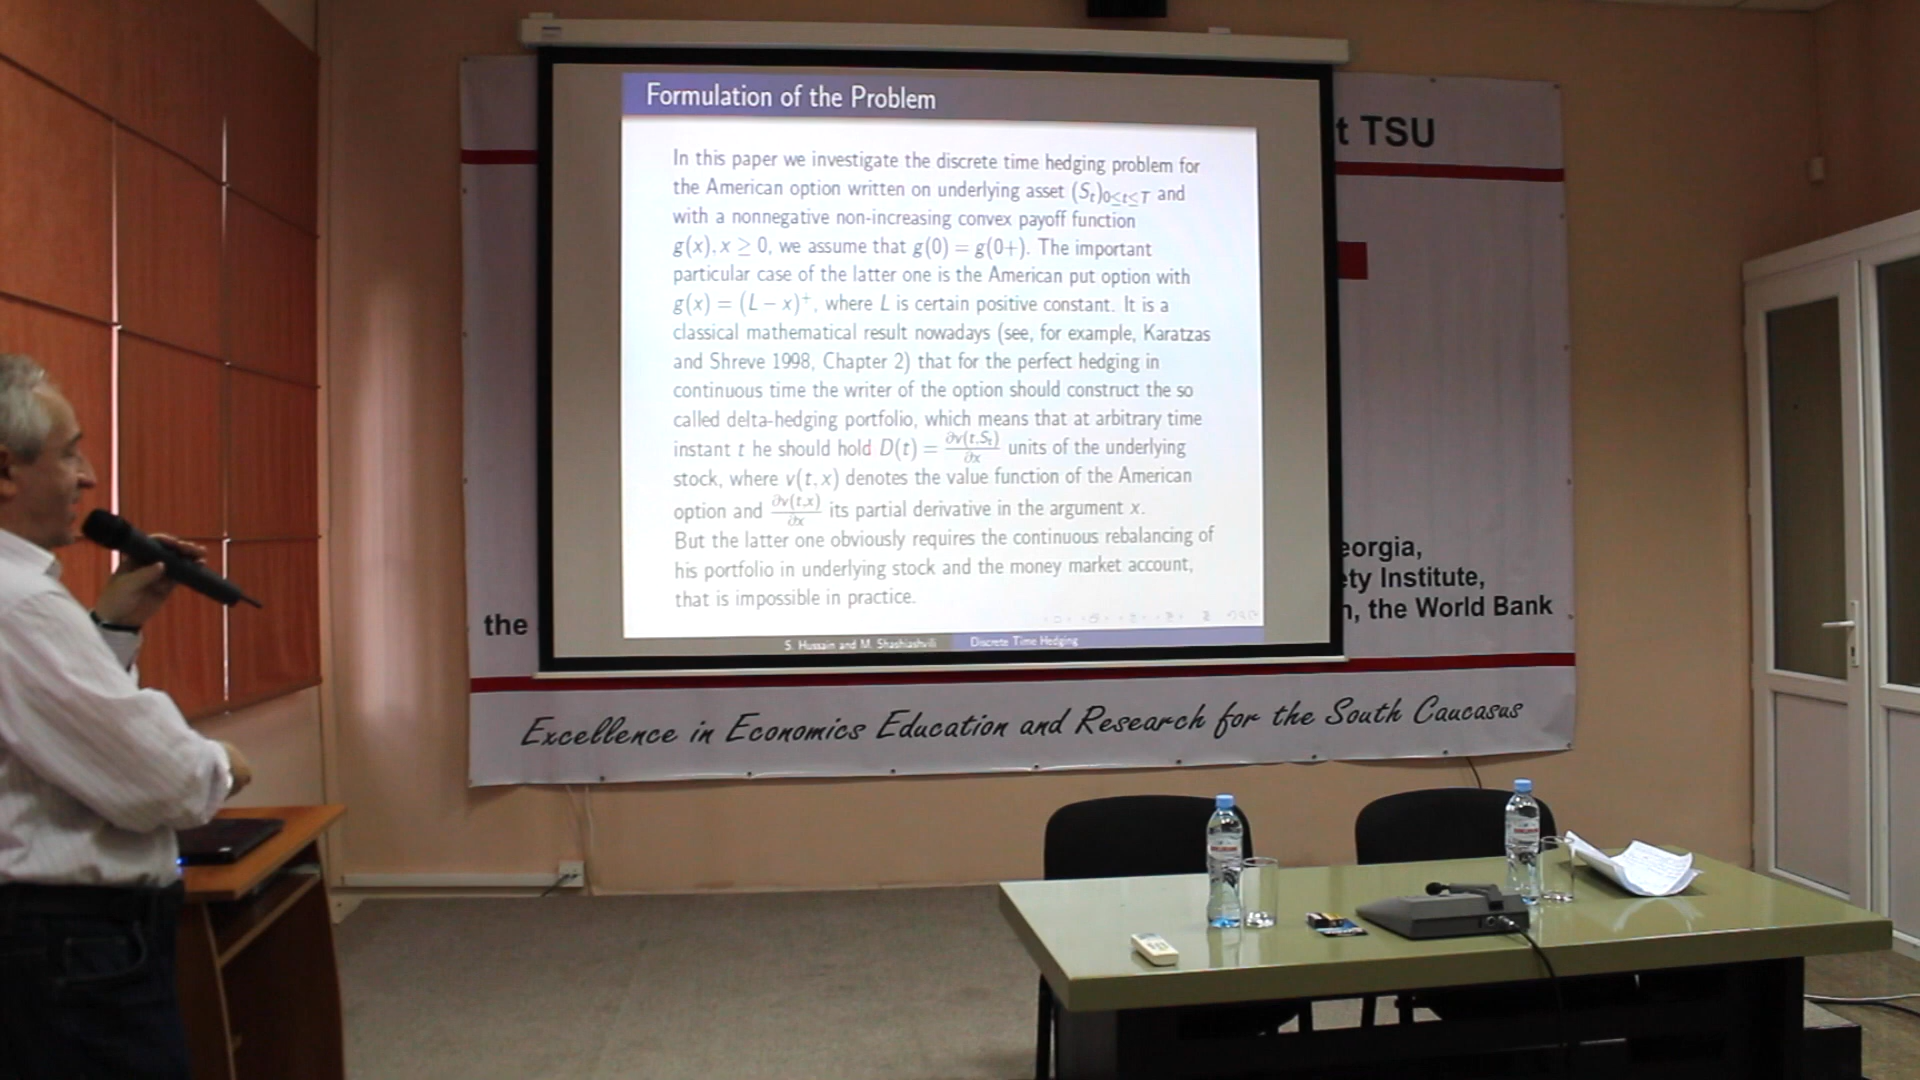 Formulation of the Problem
In this paper we investigate the discrete time hedging problem for
the American option written on underlying asset (Sₜ)₀≤ₜ≤T and
with a nonnegative non-increasing convex payoff function
g(x), x ≥ 0, we assume that g(0) = g(0+). The important
particular case of the latter one is the American put option with
g(x) = (L − x)⁺, where L is certain positive constant. It is a
classical mathematical result nowadays (see, for example, Karatzas
and Shreve 1998, Chapter 2) that for the perfect hedging in
continuous time the writer of the option should construct the so
called delta-hedging portfolio, which means that at arbitrary time
instant t he should hold D(t) = ∂v(t,Sₜ)/∂x units of the underlying
stock, where v(t, x) denotes the value function of the American
option and ∂v(t,x)/∂x its partial derivative in the argument x.
But the latter one obviously requires the continuous rebalancing of
his portfolio in underlying stock and the money market account,
that is impossible in practice.
S. Hussain and M. Shashiashvili Discrete Time Hedging
t TSU
eorgia,
ety Institute,
the
, the World Bank
Excellence in Economics Education and Research for the South Caucasus